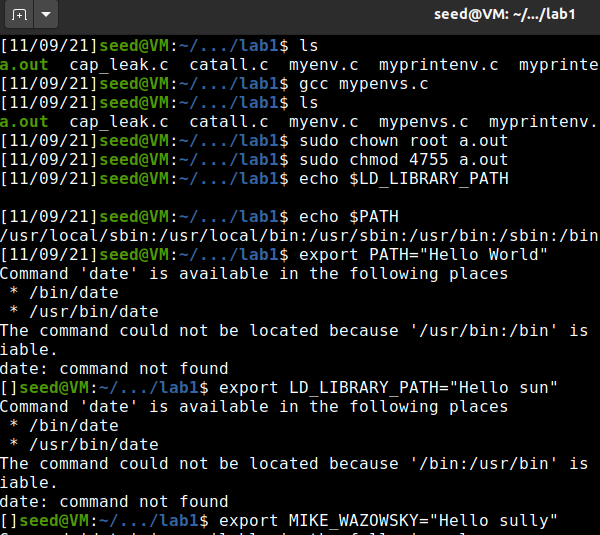 seed@VM: ~/.../lab1
[11/09/21]seed@VM:~/.../lab1$ ls
a.out cap_leak.c catall.c myenv.c myprintenv.c myprinte
[11/09/21]seed@VM:~/.../lab1$ gcc mypenvs.c
[11/09/21]seed@VM:~/.../lab1$ ls
a.out cap_leak.c catall.c myenv.c mypenvs.c myprintenv.
[11/09/21]seed@VM:~/.../lab1$ sudo chown root a.out
[11/09/21]seed@VM:~/.../lab1$ sudo chmod 4755 a.out
[11/09/21]seed@VM:~/.../lab1$ echo $LD_LIBRARY_PATH
[11/09/21]seed@VM:~/.../lab1$ echo $PATH
/usr/local/sbin:/usr/local/bin:/usr/sbin:/usr/bin:/sbin:/bin
[11/09/21]seed@VM:~/.../lab1$ export PATH="Hello World"
Command 'date' is available in the following places
* /bin/date
* /usr/bin/date
The command could not be located because '/usr/bin:/bin' is
iable.
date: command not found
[]seed@VM:~/.../lab1$ export LD_LIBRARY_PATH="Hello sun"
Command 'date' is available in the following places
* /bin/date
* /usr/bin/date
The command could not be located because '/bin:/usr/bin' is
iable.
date: command not found
[]seed@VM:~/.../lab1$ export MIKE_WAZOWSKY="Hello sully"